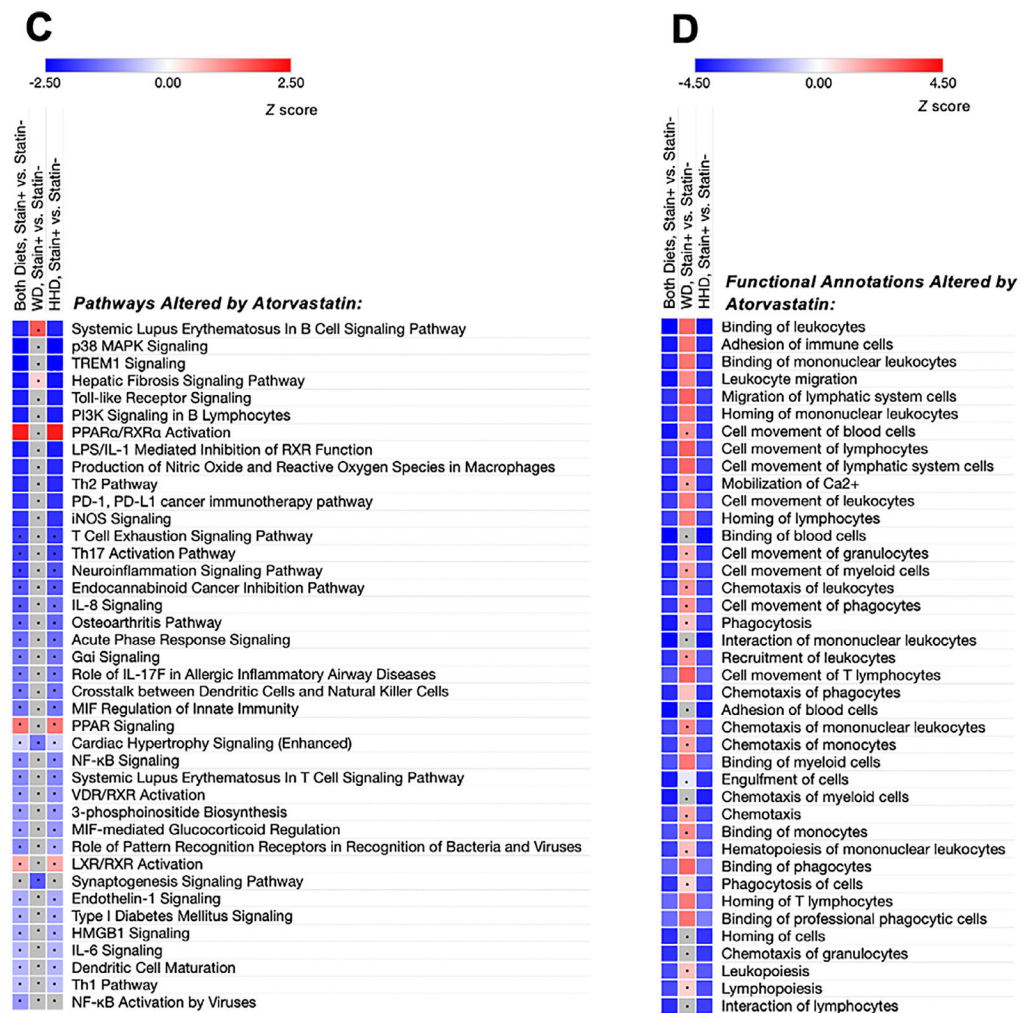 C
-2.50 0.00 2.50
Z score
Both Diets, Stain+ vs. Statin-
WD, Stain+ vs. Statin-
HHD, Stain+ vs. Statin-
Pathways Altered by Atorvastatin:
Systemic Lupus Erythematosus In B Cell Signaling Pathway
p38 MAPK Signaling
TREM1 Signaling
Hepatic Fibrosis Signaling Pathway
Toll-like Receptor Signaling
PI3K Signaling in B Lymphocytes
PPARα/RXRα Activation
LPS/IL-1 Mediated Inhibition of RXR Function
Production of Nitric Oxide and Reactive Oxygen Species in Macrophages
Th2 Pathway
PD-1, PD-L1 cancer immunotherapy pathway
iNOS Signaling
T Cell Exhaustion Signaling Pathway
Th17 Activation Pathway
Neuroinflammation Signaling Pathway
Endocannabinoid Cancer Inhibition Pathway
IL-8 Signaling
Osteoarthritis Pathway
Acute Phase Response Signaling
Gαi Signaling
Role of IL-17F in Allergic Inflammatory Airway Diseases
Crosstalk between Dendritic Cells and Natural Killer Cells
MIF Regulation of Innate Immunity
PPAR Signaling
Cardiac Hypertrophy Signaling (Enhanced)
NF-κB Signaling
Systemic Lupus Erythematosus In T Cell Signaling Pathway
VDR/RXR Activation
3-phosphoinositide Biosynthesis
MIF-mediated Glucocorticoid Regulation
Role of Pattern Recognition Receptors in Recognition of Bacteria and Viruses
LXR/RXR Activation
Synaptogenesis Signaling Pathway
Endothelin-1 Signaling
Type I Diabetes Mellitus Signaling
HMGB1 Signaling
IL-6 Signaling
Dendritic Cell Maturation
Th1 Pathway
NF-κB Activation by Viruses
D
-4.50 0.00 4.50
Z score
Both Diets, Stain+ vs. Statin-
WD, Stain+ vs. Statin-
HHD, Stain+ vs. Statin-
Functional Annotations Altered by
Atorvastatin:
Binding of leukocytes
Adhesion of immune cells
Binding of mononuclear leukocytes
Leukocyte migration
Migration of lymphatic system cells
Homing of mononuclear leukocytes
Cell movement of blood cells
Cell movement of lymphocytes
Cell movement of lymphatic system cells
Mobilization of Ca2+
Cell movement of leukocytes
Homing of lymphocytes
Binding of blood cells
Cell movement of granulocytes
Cell movement of myeloid cells
Chemotaxis of leukocytes
Cell movement of phagocytes
Phagocytosis
Interaction of mononuclear leukocytes
Recruitment of leukocytes
Cell movement of T lymphocytes
Chemotaxis of phagocytes
Adhesion of blood cells
Chemotaxis of mononuclear leukocytes
Chemotaxis of monocytes
Binding of myeloid cells
Engulfment of cells
Chemotaxis of myeloid cells
Chemotaxis
Binding of monocytes
Hematopoiesis of mononuclear leukocytes
Binding of phagocytes
Phagocytosis of cells
Homing of T lymphocytes
Binding of professional phagocytic cells
Homing of cells
Chemotaxis of granulocytes
Leukopoiesis
Lymphopoiesis
Interaction of lymphocytes